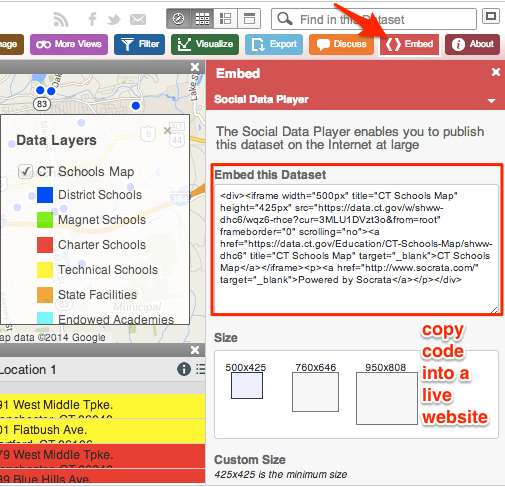 Find in this Dataset
More Views
Filter
Visualize
Export
Discuss
Embed
About
83
Data Layers
CT Schools Map
District Schools
Magnet Schools
Charter Schools
Technical Schools
State Facilities
Endowed Academies
Municipal
ap data ©2014 Google
Location 1
91 West Middle Tpke.
01 Flatbush Ave.
79 West Middle Tpke.
89 Blue Hills Ave.
Embed
Social Data Player
The Social Data Player enables you to publish
this dataset on the Internet at large
Embed this Dataset
<div><iframe width="500px" title="CT Schools Map"
height="425px" src="https://data.ct.gov/w/shww-
dhc6/wqz6-rhce?cur=3MLU1DVzt3o&from=root"
frameborder="0" scrolling="no"><a
href="https://data.ct.gov/Education/CT-Schools-Map/shww-
dhc6" title="CT Schools Map" target="_blank">CT Schools
Map</a></iframe><p><a href="http://www.socrata.com/"
target="_blank">Powered by Socrata</a></p></div>
Size
500x425
760x646
950x808
copy
code
into a
live
website
Custom Size
425x425 is the minimum size